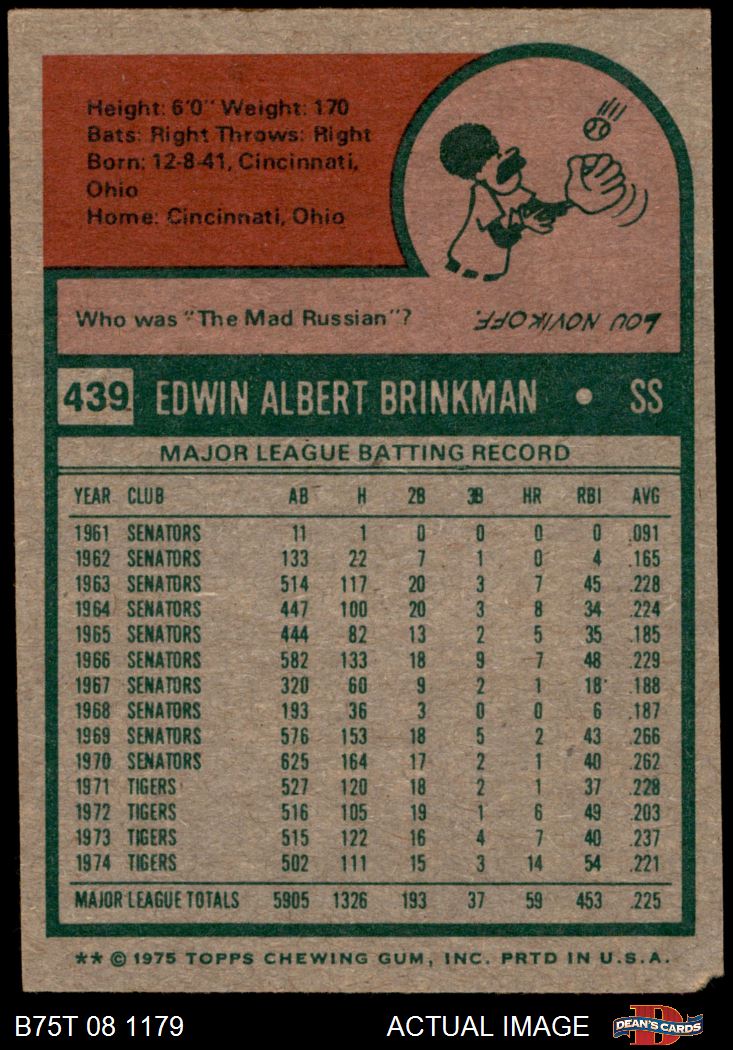 Height: 6'0" Weight: 170
Bats: Right Throws: Right
Born: 12-8-41, Cincinnati,
Ohio
Home: Cincinnati, Ohio
Who was "The Mad Russian"? LOU NOVIKOFF.
439 EDWIN ALBERT BRINKMAN • SS
MAJOR LEAGUE BATTING RECORD
YEAR CLUB AB H 2B 3B HR RBI AVG
1961 SENATORS 11 1 0 0 0 0 .091
1962 SENATORS 133 22 7 1 0 4 .165
1963 SENATORS 514 117 20 3 7 45 .228
1964 SENATORS 447 100 20 3 8 34 .224
1965 SENATORS 444 82 13 2 5 35 .185
1966 SENATORS 582 133 18 9 7 48 .229
1967 SENATORS 320 60 9 2 1 18 .188
1968 SENATORS 193 36 3 0 0 6 .187
1969 SENATORS 576 153 18 5 2 43 .266
1970 SENATORS 625 164 17 2 1 40 .262
1971 TIGERS 527 120 18 2 1 37 .228
1972 TIGERS 516 105 19 1 6 49 .203
1973 TIGERS 515 122 16 4 7 40 .237
1974 TIGERS 502 111 15 3 14 54 .221
MAJOR LEAGUE TOTALS 5905 1326 193 37 59 453 .225
** © 1975 TOPPS CHEWING GUM, INC. PRTD IN U.S.A.
B75T 08 1179 ACTUAL IMAGE D DEAN'S CARDS